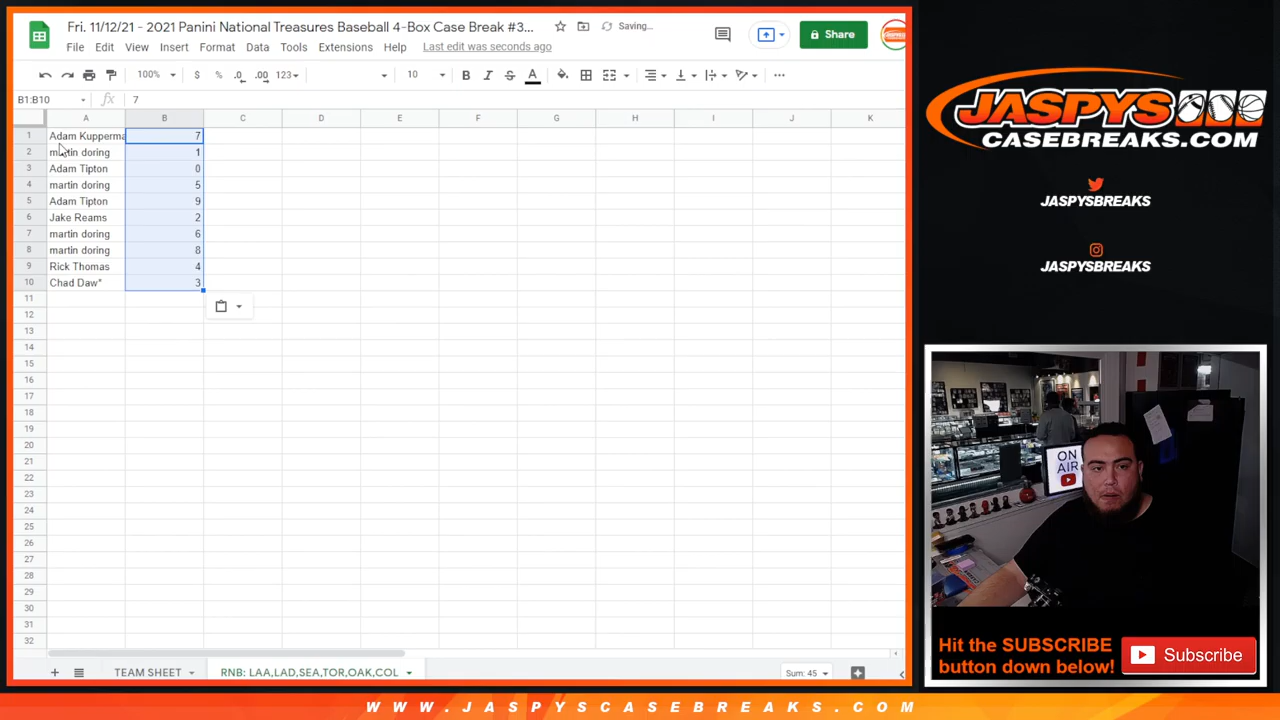 Fri. 11/12/21 - 2021 Panini National Treasures Baseball 4-Box Case Break #3...
Saving...
Share
File Edit View Insert Format Data Tools Extensions Help Last edit was seconds ago
100% $ % .0 .00 123 10 B I S A
B1:B10 fx 7
A B C D E F G H I J K
1 Adam Kupperma 7
2 martin doring 1
3 Adam Tipton 0
4 martin doring 5
5 Adam Tipton 9
6 Jake Reams 2
7 martin doring 6
8 martin doring 8
9 Rick Thomas 4
10 Chad Daw* 3
11
12
13
14
15
16
17
18
19
20
21
22
23
24
25
26
27
28
29
30
31
32
TEAM SHEET RNB: LAA,LAD,SEA,TOR,OAK,COL Sum: 45
JASPYS
CASEBREAKS.COM
JASPYSBREAKS
JASPYSBREAKS
ON
AIR
Hit the SUBSCRIBE
button down below!
Subscribe
WWW.JASPYSCASEBREAKS.COM